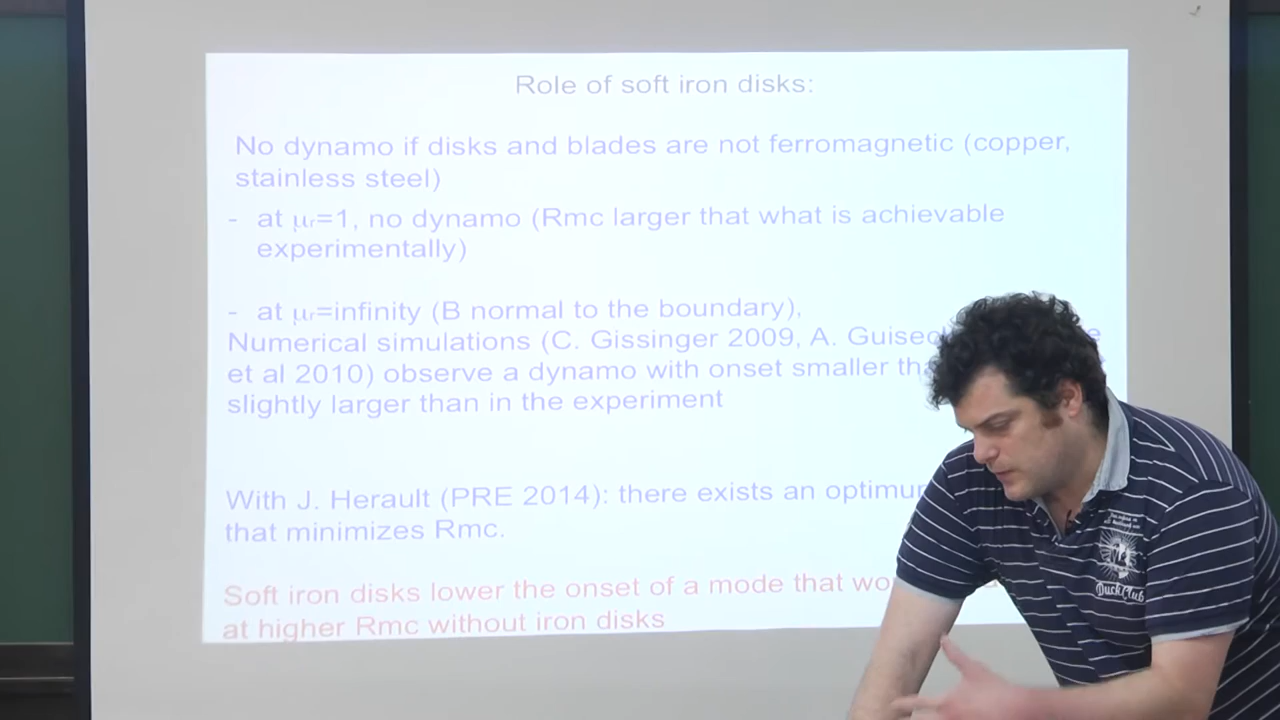 Role of soft iron disks:
No dynamo if disks and blades are not ferromagnetic (copper,
stainless steel)
- at μr=1, no dynamo (Rmc larger that what is achievable
experimentally)
- at μr=infinity (B normal to the boundary),
Numerical simulations (C. Gissinger 2009, A.
et al 2010) observe a dynamo with onset smaller
slightly larger than in the experiment
With J. Herault (PRE 2014): there exists an
that minimizes Rmc.
Soft iron disks lower the onset of a mode that
at higher Rmc without iron disks
DuckClub